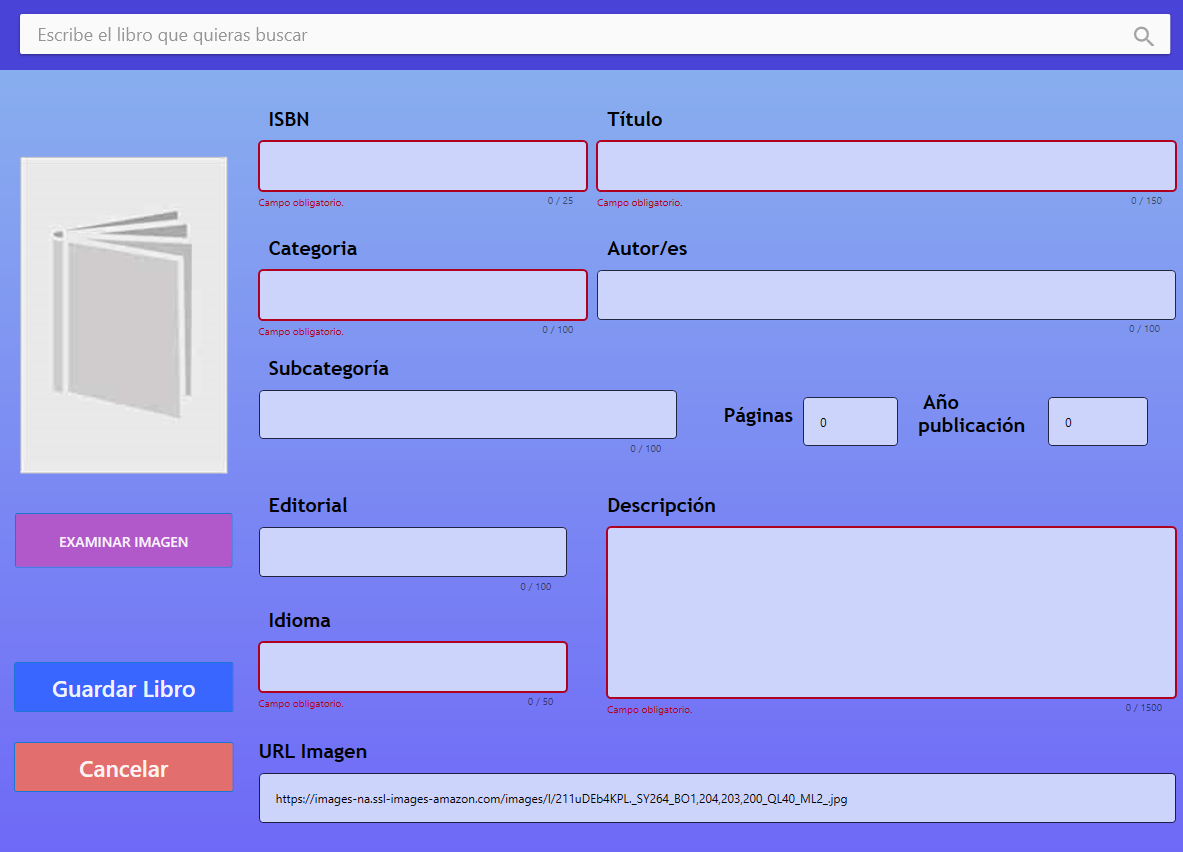 Escribe el libro que quieras buscar
ISBN
Título
Campo obligatorio.
0 / 25
Campo obligatorio.
0 / 150
Categoria
Autor/es
Campo obligatorio.
0 / 100
0 / 100
Subcategoría
0 / 100
Páginas
0
Año
publicación
0
EXAMINAR IMAGEN
Editorial
0 / 100
Descripción
Idioma
Campo obligatorio.
0 / 50
Campo obligatorio.
0 / 1500
Guardar Libro
Cancelar
URL Imagen
https://images-na.ssl-images-amazon.com/images/I/211uDEb4KPL._SY264_BO1,204,203,200_QL40_ML2_.jpg